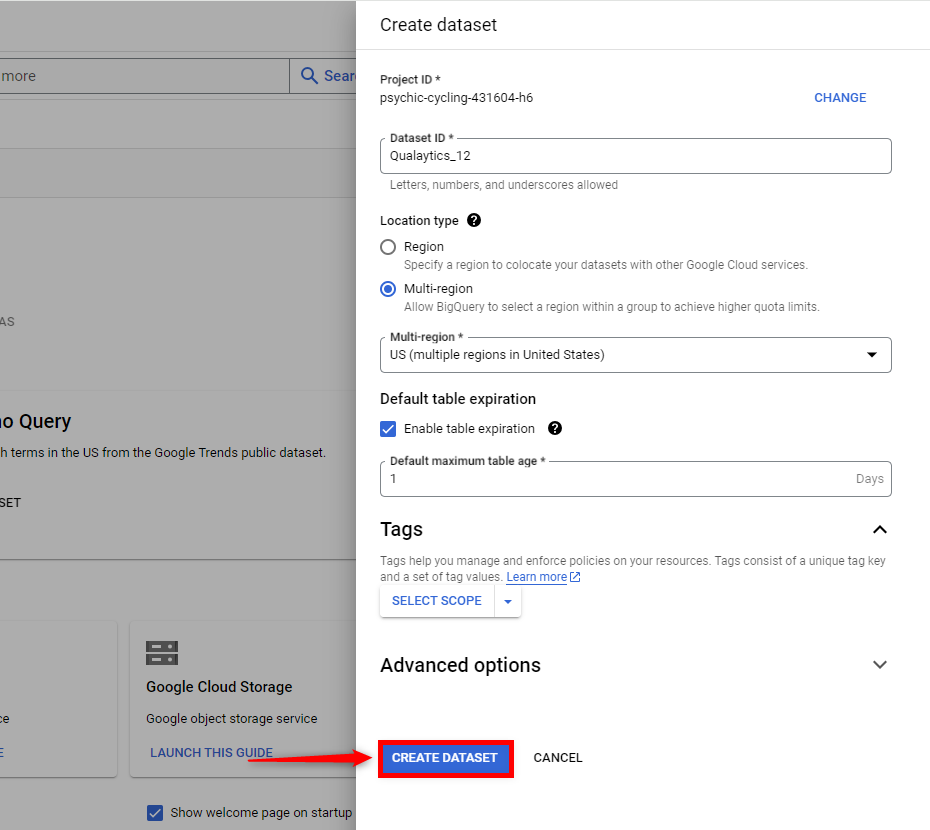 Create dataset
more
Sear
Project ID *
psychic-cycling-431604-h6
CHANGE
Dataset ID *
Qualaytics_12
Letters, numbers, and underscores allowed
Location type
Region
Specify a region to colocate your datasets with other Google Cloud services.
Multi-region
Allow BigQuery to select a region within a group to achieve higher quota limits.
AS
Multi-region *
US (multiple regions in United States)
Default table expiration
Enable table expiration
Default maximum table age *
1
Days
no Query
h terms in the US from the Google Trends public dataset.
SET
Tags
Tags help you manage and enforce policies on your resources. Tags consist of a unique tag key
and a set of tag values. Learn more
SELECT SCOPE
Advanced options
Google Cloud Storage
ce
Google object storage service
E
LAUNCH THIS GUIDE
CREATE DATASET
CANCEL
Show welcome page on startup